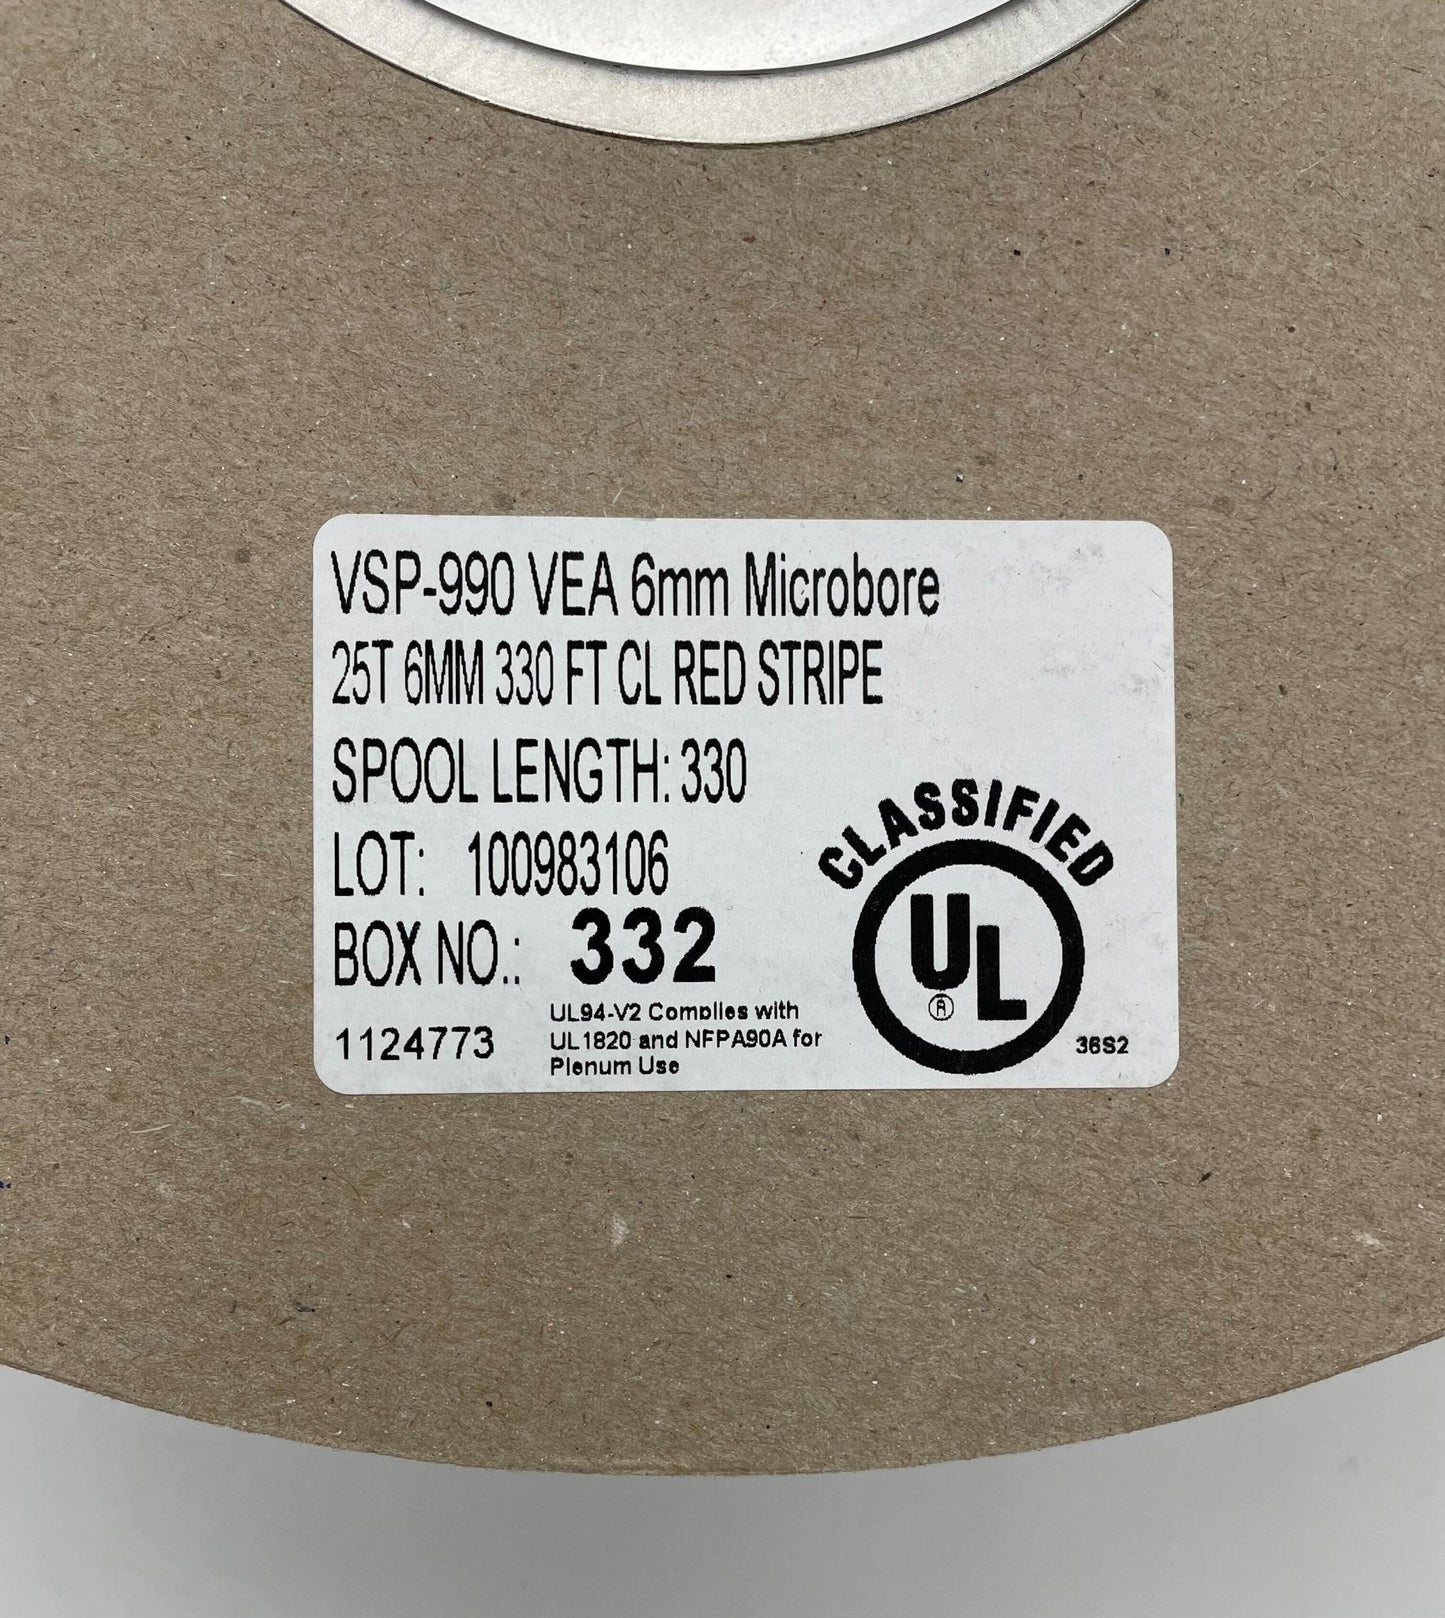 VSP-990 VEA 6mm Microbore
25T 6MM 330 FT CL RED STRIPE
SPOOL LENGTH: 330
LOT: 100983106
BOX NO.: 332
1124773
UL94-V2 Complies with
UL1820 and NFPA90A for
Plenum Use
CLASSIFIED
UL
®
36S2